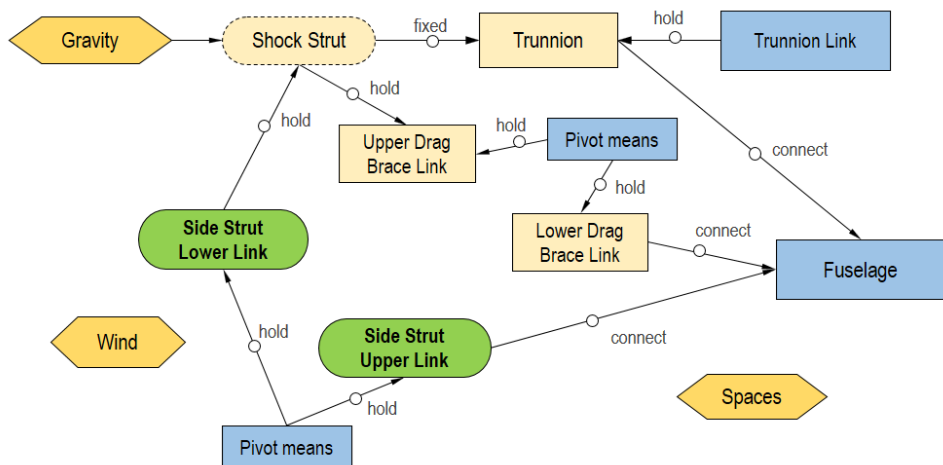 Gravity
Shock Strut
fixed
Trunnion
hold
Trunnion Link
hold
hold
Upper Drag
Brace Link
hold
Pivot means
hold
connect
Side Strut
Lower Link
Lower Drag
Brace Link
connect
Fuselage
Wind
hold
Side Strut
Upper Link
connect
hold
Spaces
Pivot means